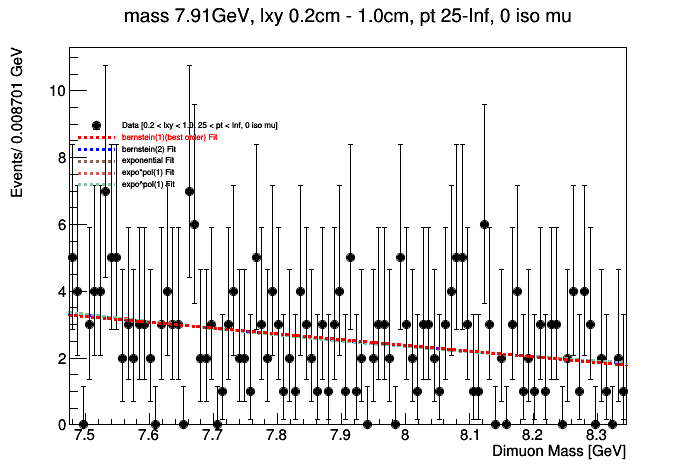 mass 7.91GeV, lxy 0.2cm - 1.0cm, pt 25-Inf, 0 iso mu
Events/ 0.008701 GeV
10
8
6
4
2
0
Data [0.2 < lxy < 1.0, 25 < pt < Inf, 0 iso mu]
bernstein(1)(best order) Fit
bernstein(2) Fit
exponential Fit
expo*pol(1) Fit
expo^pol(1) Fit
7.5 7.6 7.7 7.8 7.9 8 8.1 8.2 8.3
Dimuon Mass [GeV]